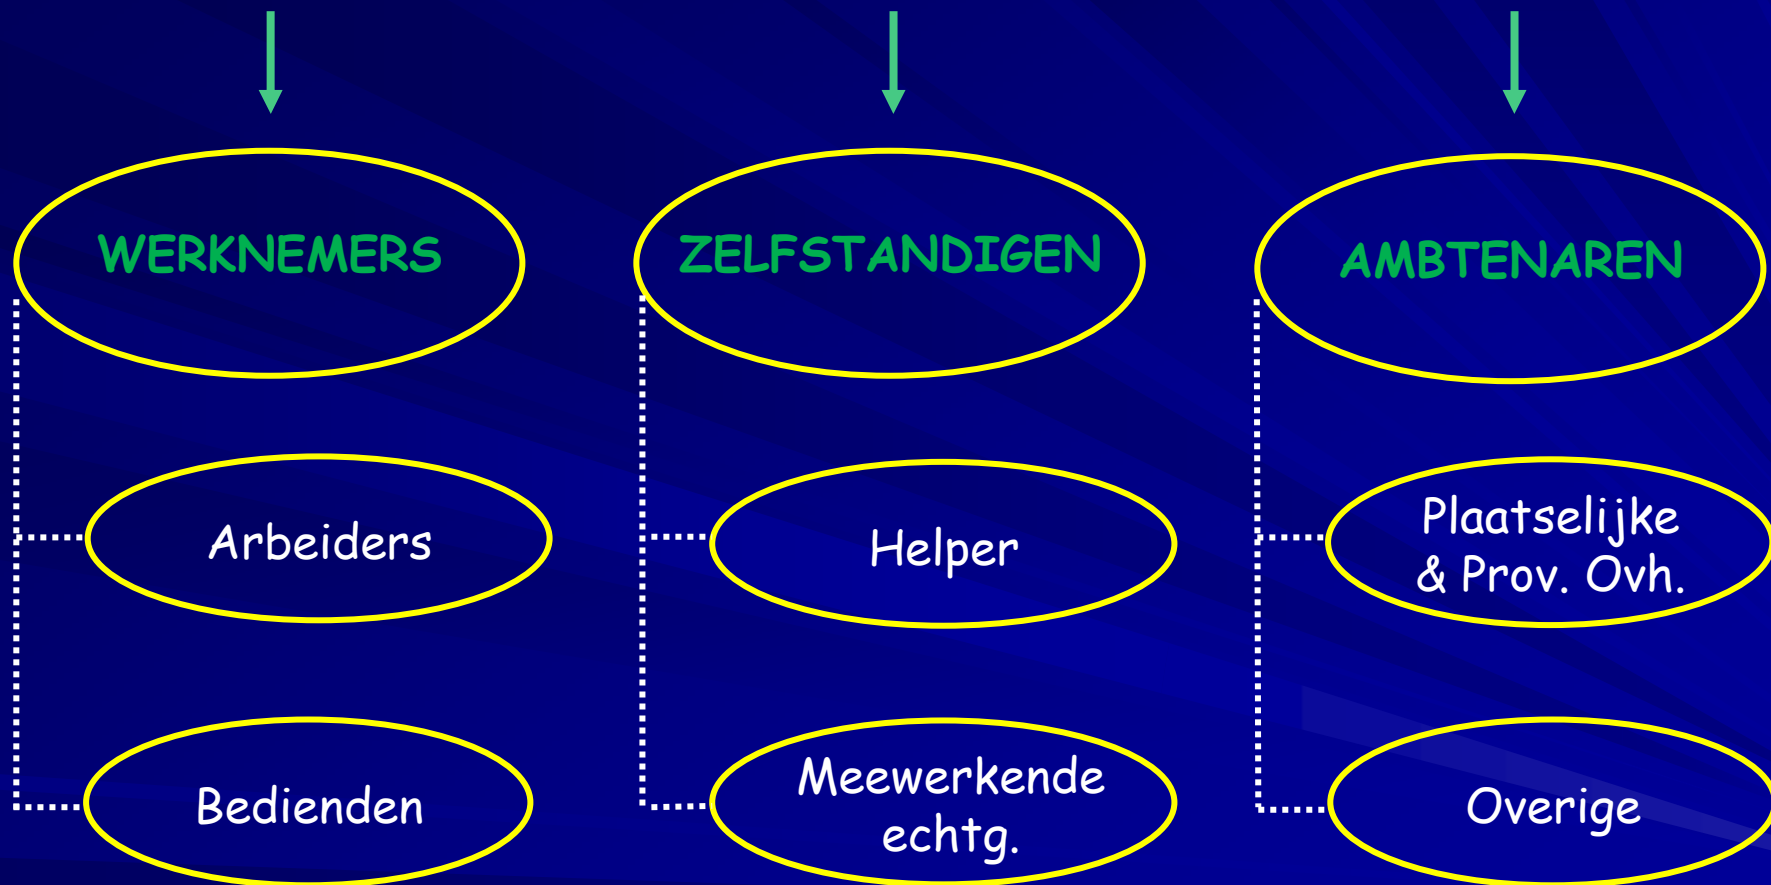 WERKNEMERS
ZELFSTANDIGEN
AMBTENAREN
Arbeiders
Helper
Plaatselijke
& Prov. Ovh.
Bedienden
Meewerkende
echtg.
Overige